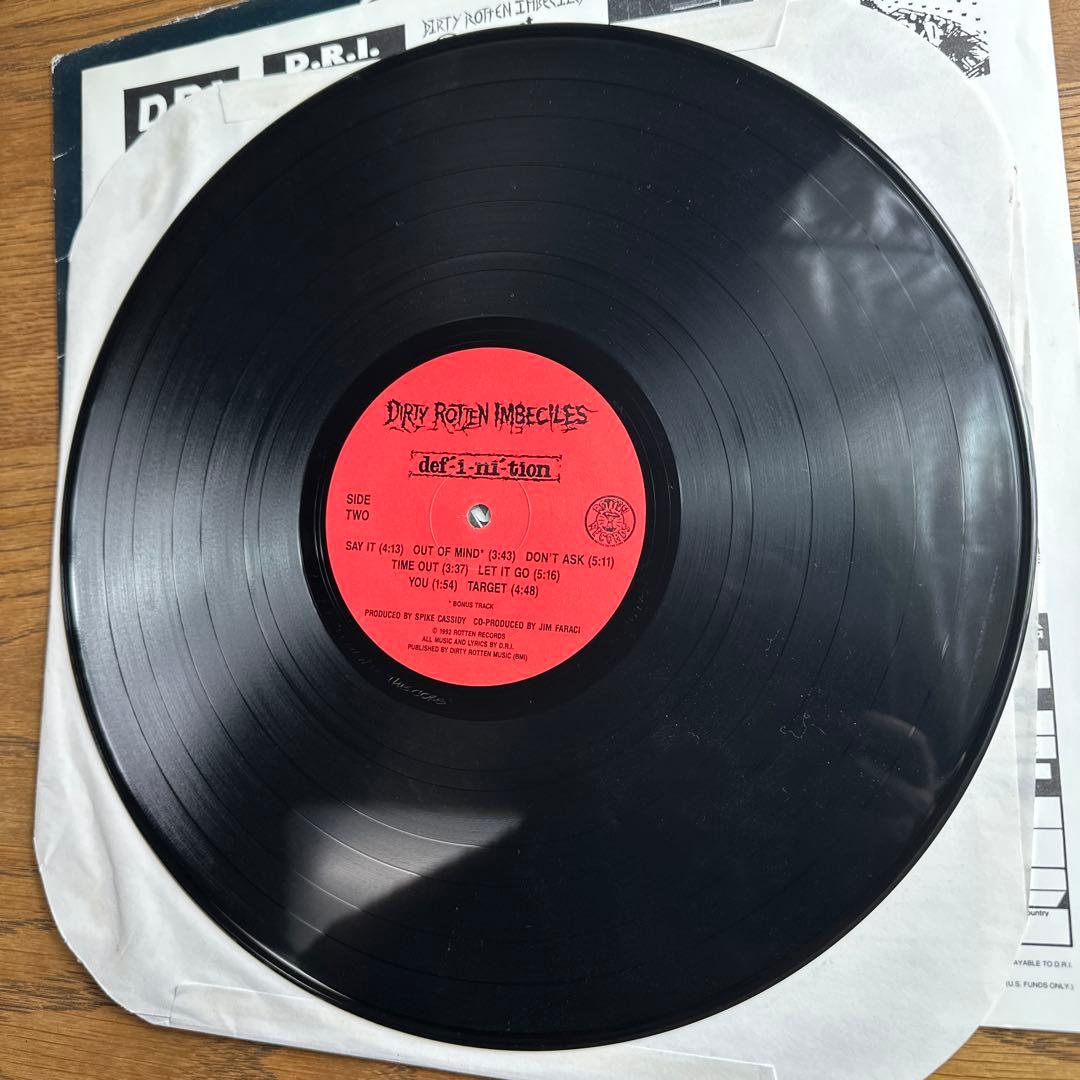 DIRTY ROTTEN IMBECILES
D.R.I.
D.R.I.
DIRTY ROTTEN IMBECILES
def-i-ni-tion
SIDE
TWO
ROTTEN
RECORDS
SAY IT (4:13) OUT OF MIND* (3:43) DON'T ASK (5:11)
TIME OUT (3:37) LET IT GO (5:16)
YOU (1:54) TARGET (4:48)
* BONUS TRACK
PRODUCED BY SPIKE CASSIDY CO-PRODUCED BY JIM FARACI
© 1992 ROTTEN RECORDS
ALL MUSIC AND LYRICS BY D.R.I.
PUBLISHED BY DIRTY ROTTEN MUSIC (BMI)
ountry
AYABLE TO D.R.I.
(U.S. FUNDS ONLY.)